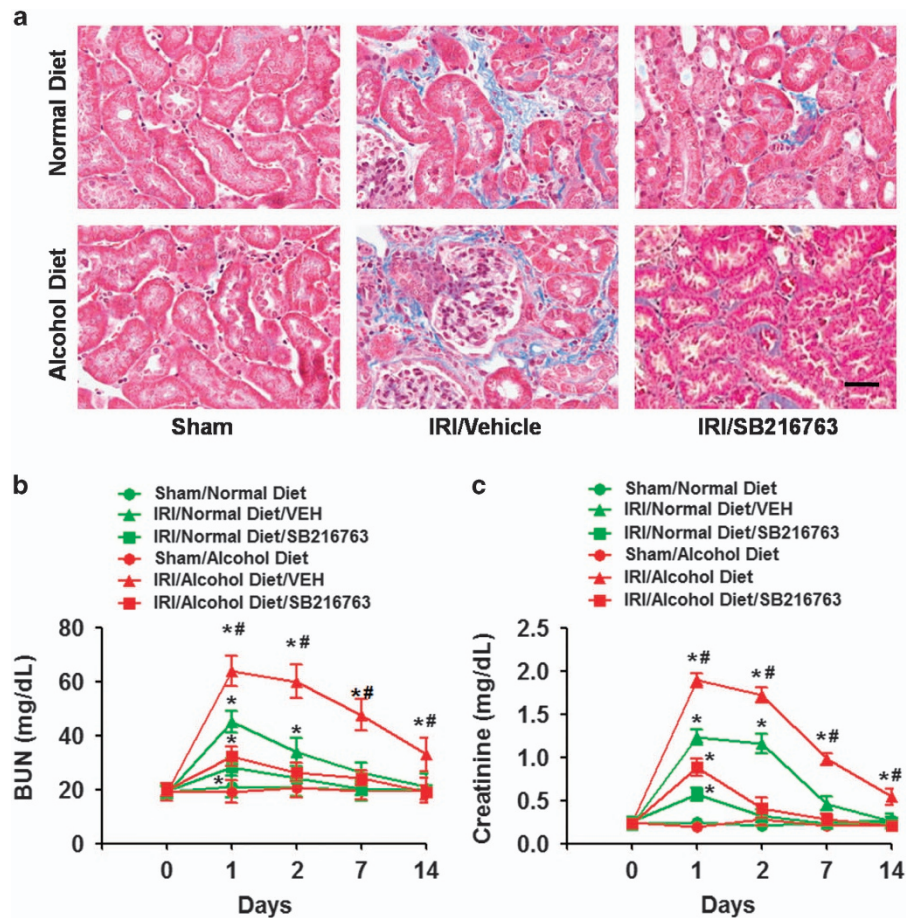 a
Normal Diet
Alcohol Diet
Sham
IRI/Vehicle
IRI/SB216763
b
Sham/Normal Diet
IRI/Normal Diet/VEH
IRI/Normal Diet/SB216763
Sham/Alcohol Diet
IRI/Alcohol Diet/VEH
IRI/Alcohol Diet/SB216763
BUN (mg/dL)
80
60
40
20
0
*#
*#
*#
*#
*
*
*
*
0 1 2 7 14
Days
c
Sham/Normal Diet
IRI/Normal Diet/VEH
IRI/Normal Diet/SB216763
Sham/Alcohol Diet
IRI/Alcohol Diet
IRI/Alcohol Diet/SB216763
Creatinine (mg/dL)
2.5
2.0
1.5
1.0
0.5
0.0
*#
*#
*#
*#
*
*
*
*
0 1 2 7 14
Days